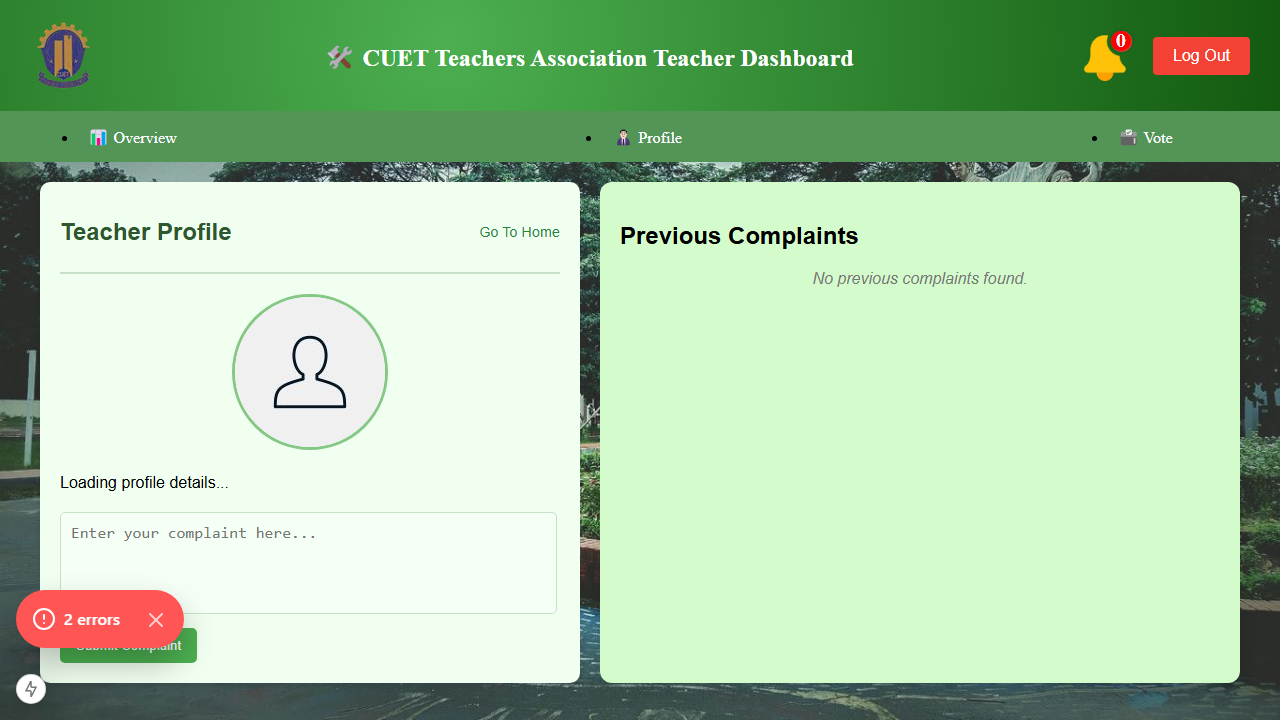 CUET
🛠️ CUET Teachers Association Teacher Dashboard
0
Log Out
Overview
Profile
Vote
Teacher Profile
Go To Home
Previous Complaints
No previous complaints found.
Loading profile details...
Enter your complaint here...
2 errors
Submit Complaint